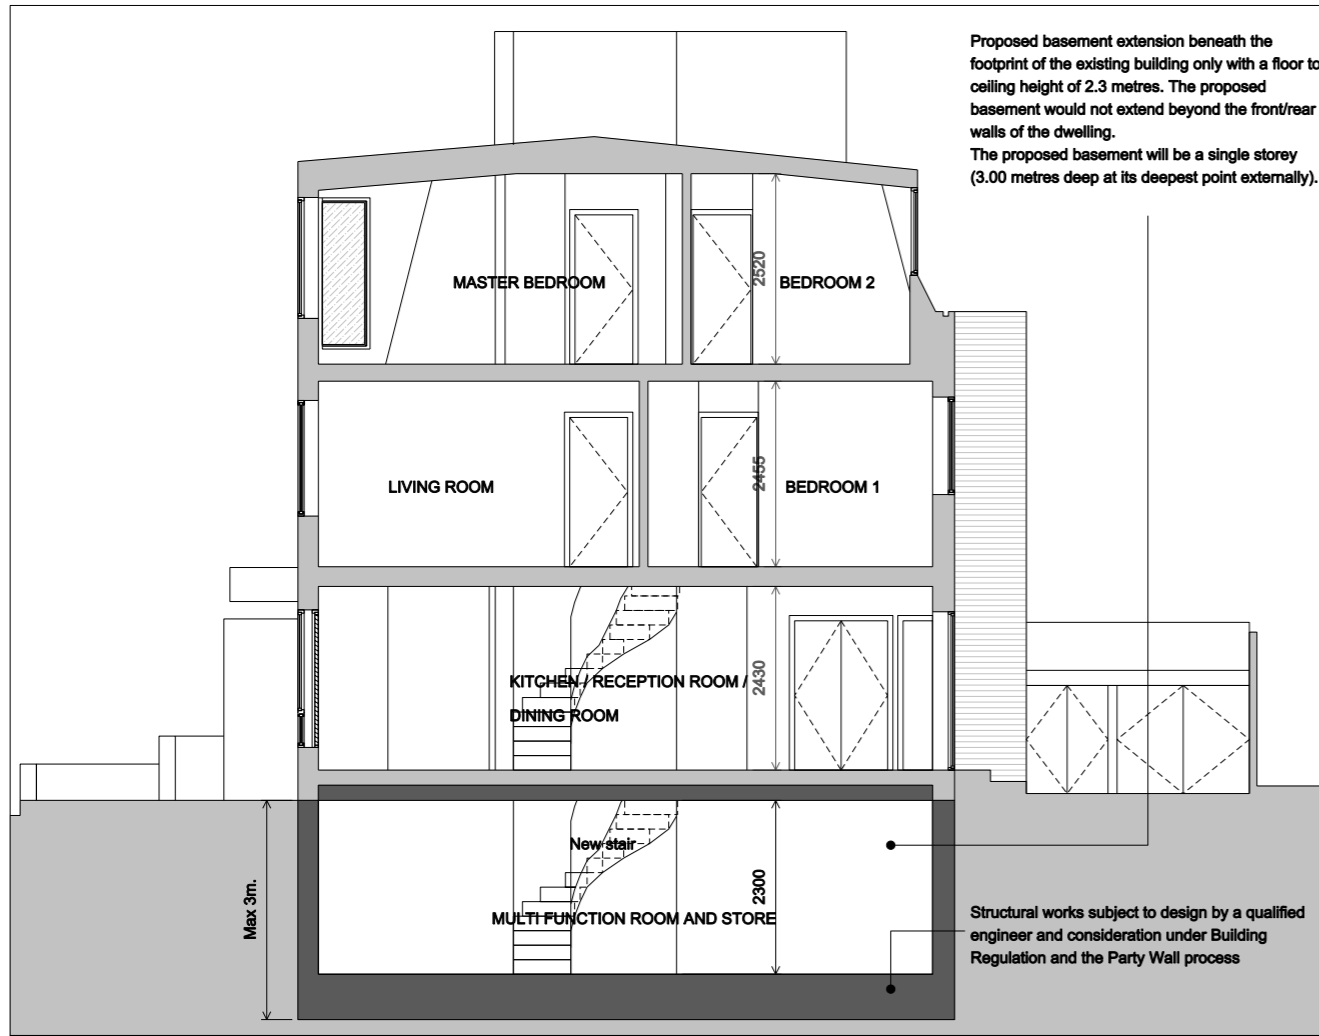 Proposed basement extension beneath the
footprint of the existing building only with a floor to
ceiling height of 2.3 metres. The proposed
basement would not extend beyond the front/rear
walls of the dwelling.
The proposed basement will be a single storey
(3.00 metres deep at its deepest point externally).
MASTER BEDROOM
2520
BEDROOM 2
LIVING ROOM
2455
BEDROOM 1
KITCHEN / RECEPTION ROOM /
DINING ROOM
2430
New stair
Max 3m.
2300
MULTI FUNCTION ROOM AND STORE
Structural works subject to design by a qualified
engineer and consideration under Building
Regulation and the Party Wall process